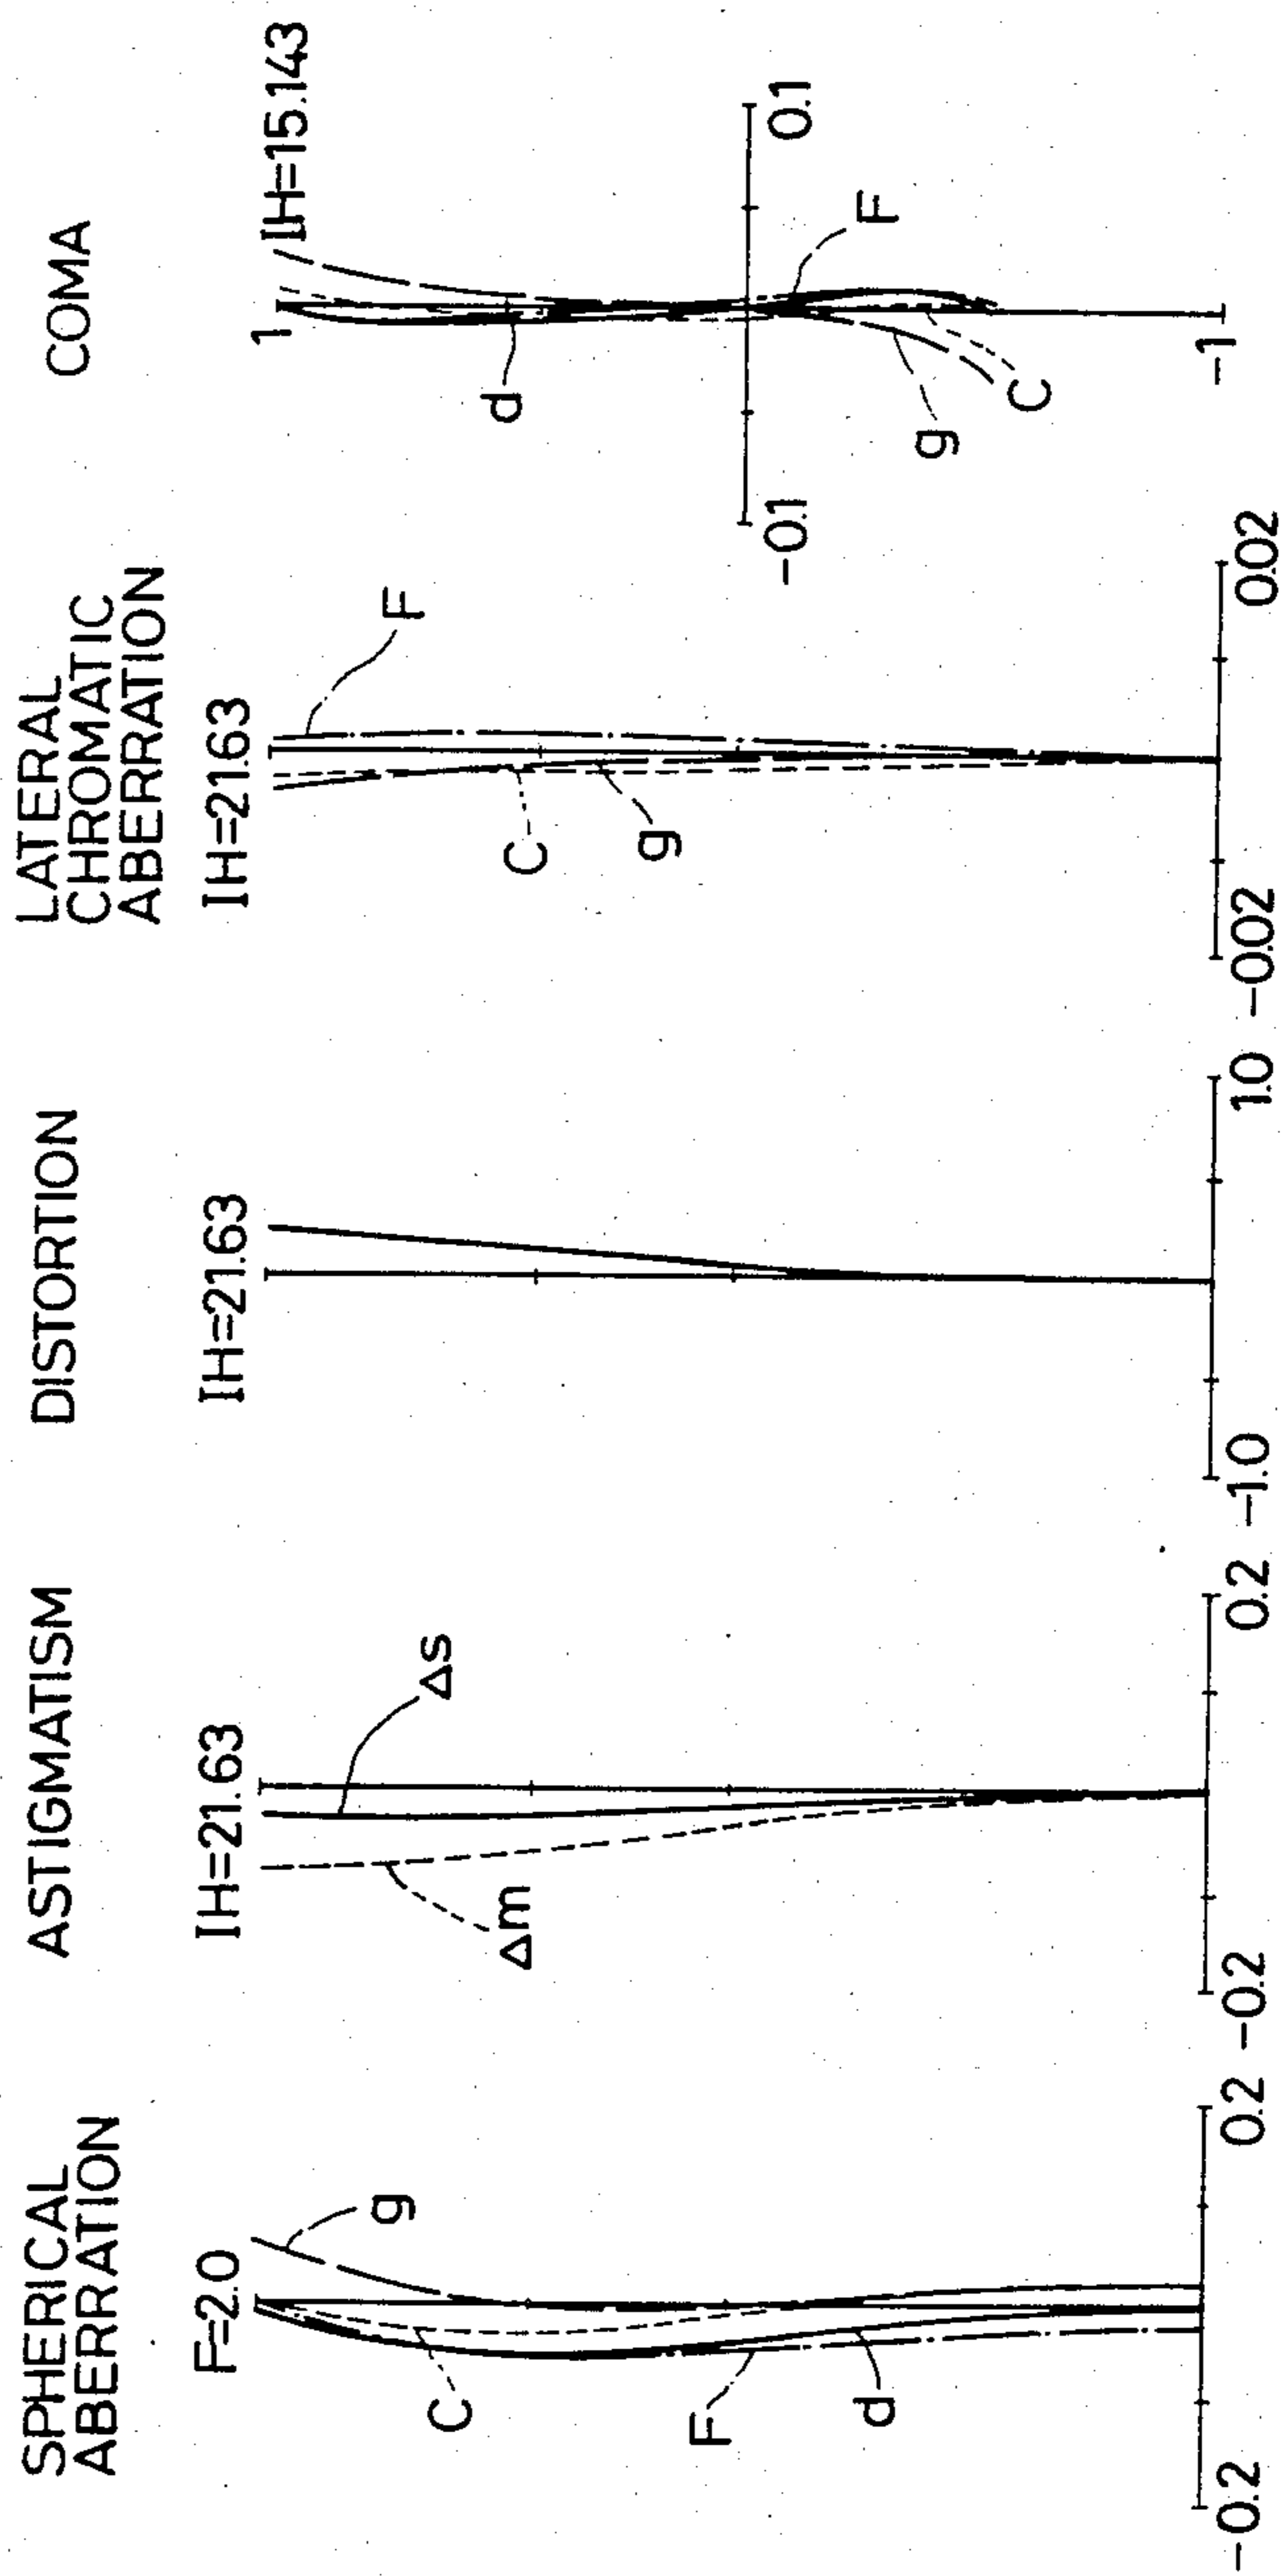 SPHERICAL
ABERRATION
F=2.0
g
C
F
d
-0.2
0.2
ASTIGMATISM
IH=21.63
Δs
Δm
-0.2
0.2
DISTORTION
IH=21.63
-1.0
1.0
LATERAL
CHROMATIC
ABERRATION
IH=21.63
F
C
g
-0.02
0.02
COMA
IH=15.143
1
d
F
g
C
-0.1
0.1
-1